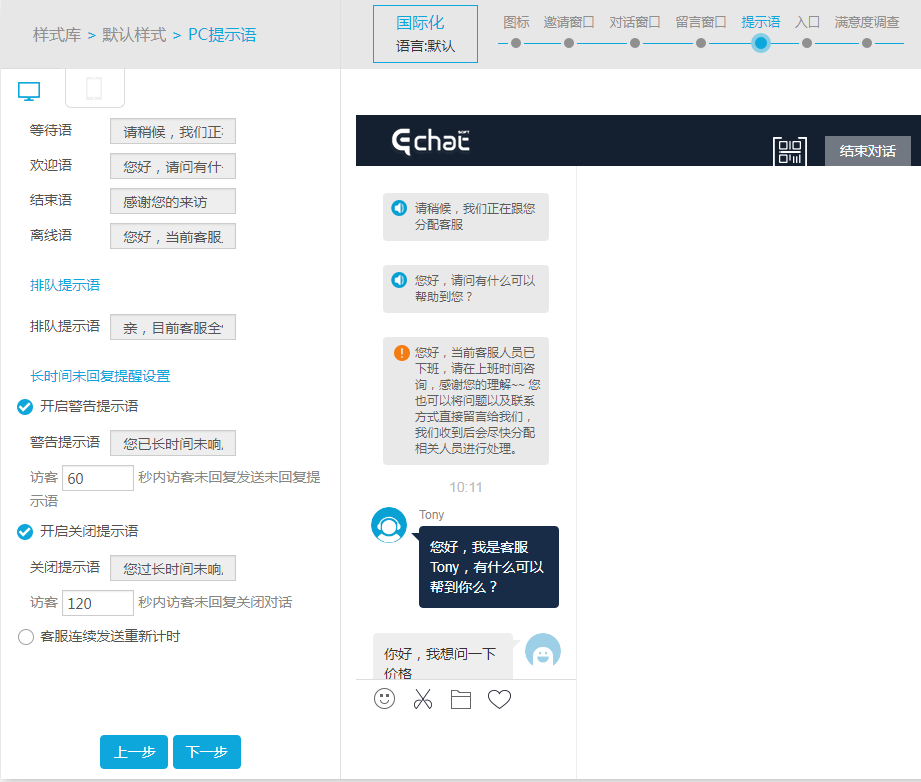 样式库 > 默认样式 > PC提示语
国际化
语言:默认
图标 邀请窗口 对话窗口 留言窗口 提示语 入口 满意度调查
等待语 请稍候，我们正
欢迎语 您好，请问有什
结束语 感谢您的来访
离线语 您好，当前客服
排队提示语
排队提示语 亲，目前客服全
长时间未回复提醒设置
开启警告提示语
警告提示语 您已长时间未响
访客 60 秒内访客未回复发送未回复提
示语
开启关闭提示语
关闭提示语 您过长时间未响
访客 120 秒内访客未回复关闭对话
客服连续发送重新计时
上一步 下一步
chat SOFT
结束对话
请稍候，我们正在跟您
分配客服
您好，请问有什么可以
帮助到您？
您好，当前客服人员已
下班，请在上班时间咨
询，感谢您的理解~~ 您
也可以将问题以及联系
方式直接留言给我们，
我们收到后会尽快分配
相关人员进行处理。
10:11
Tony
您好，我是客服
Tony，有什么可以
帮到你么？
你好，我想问一下
价格